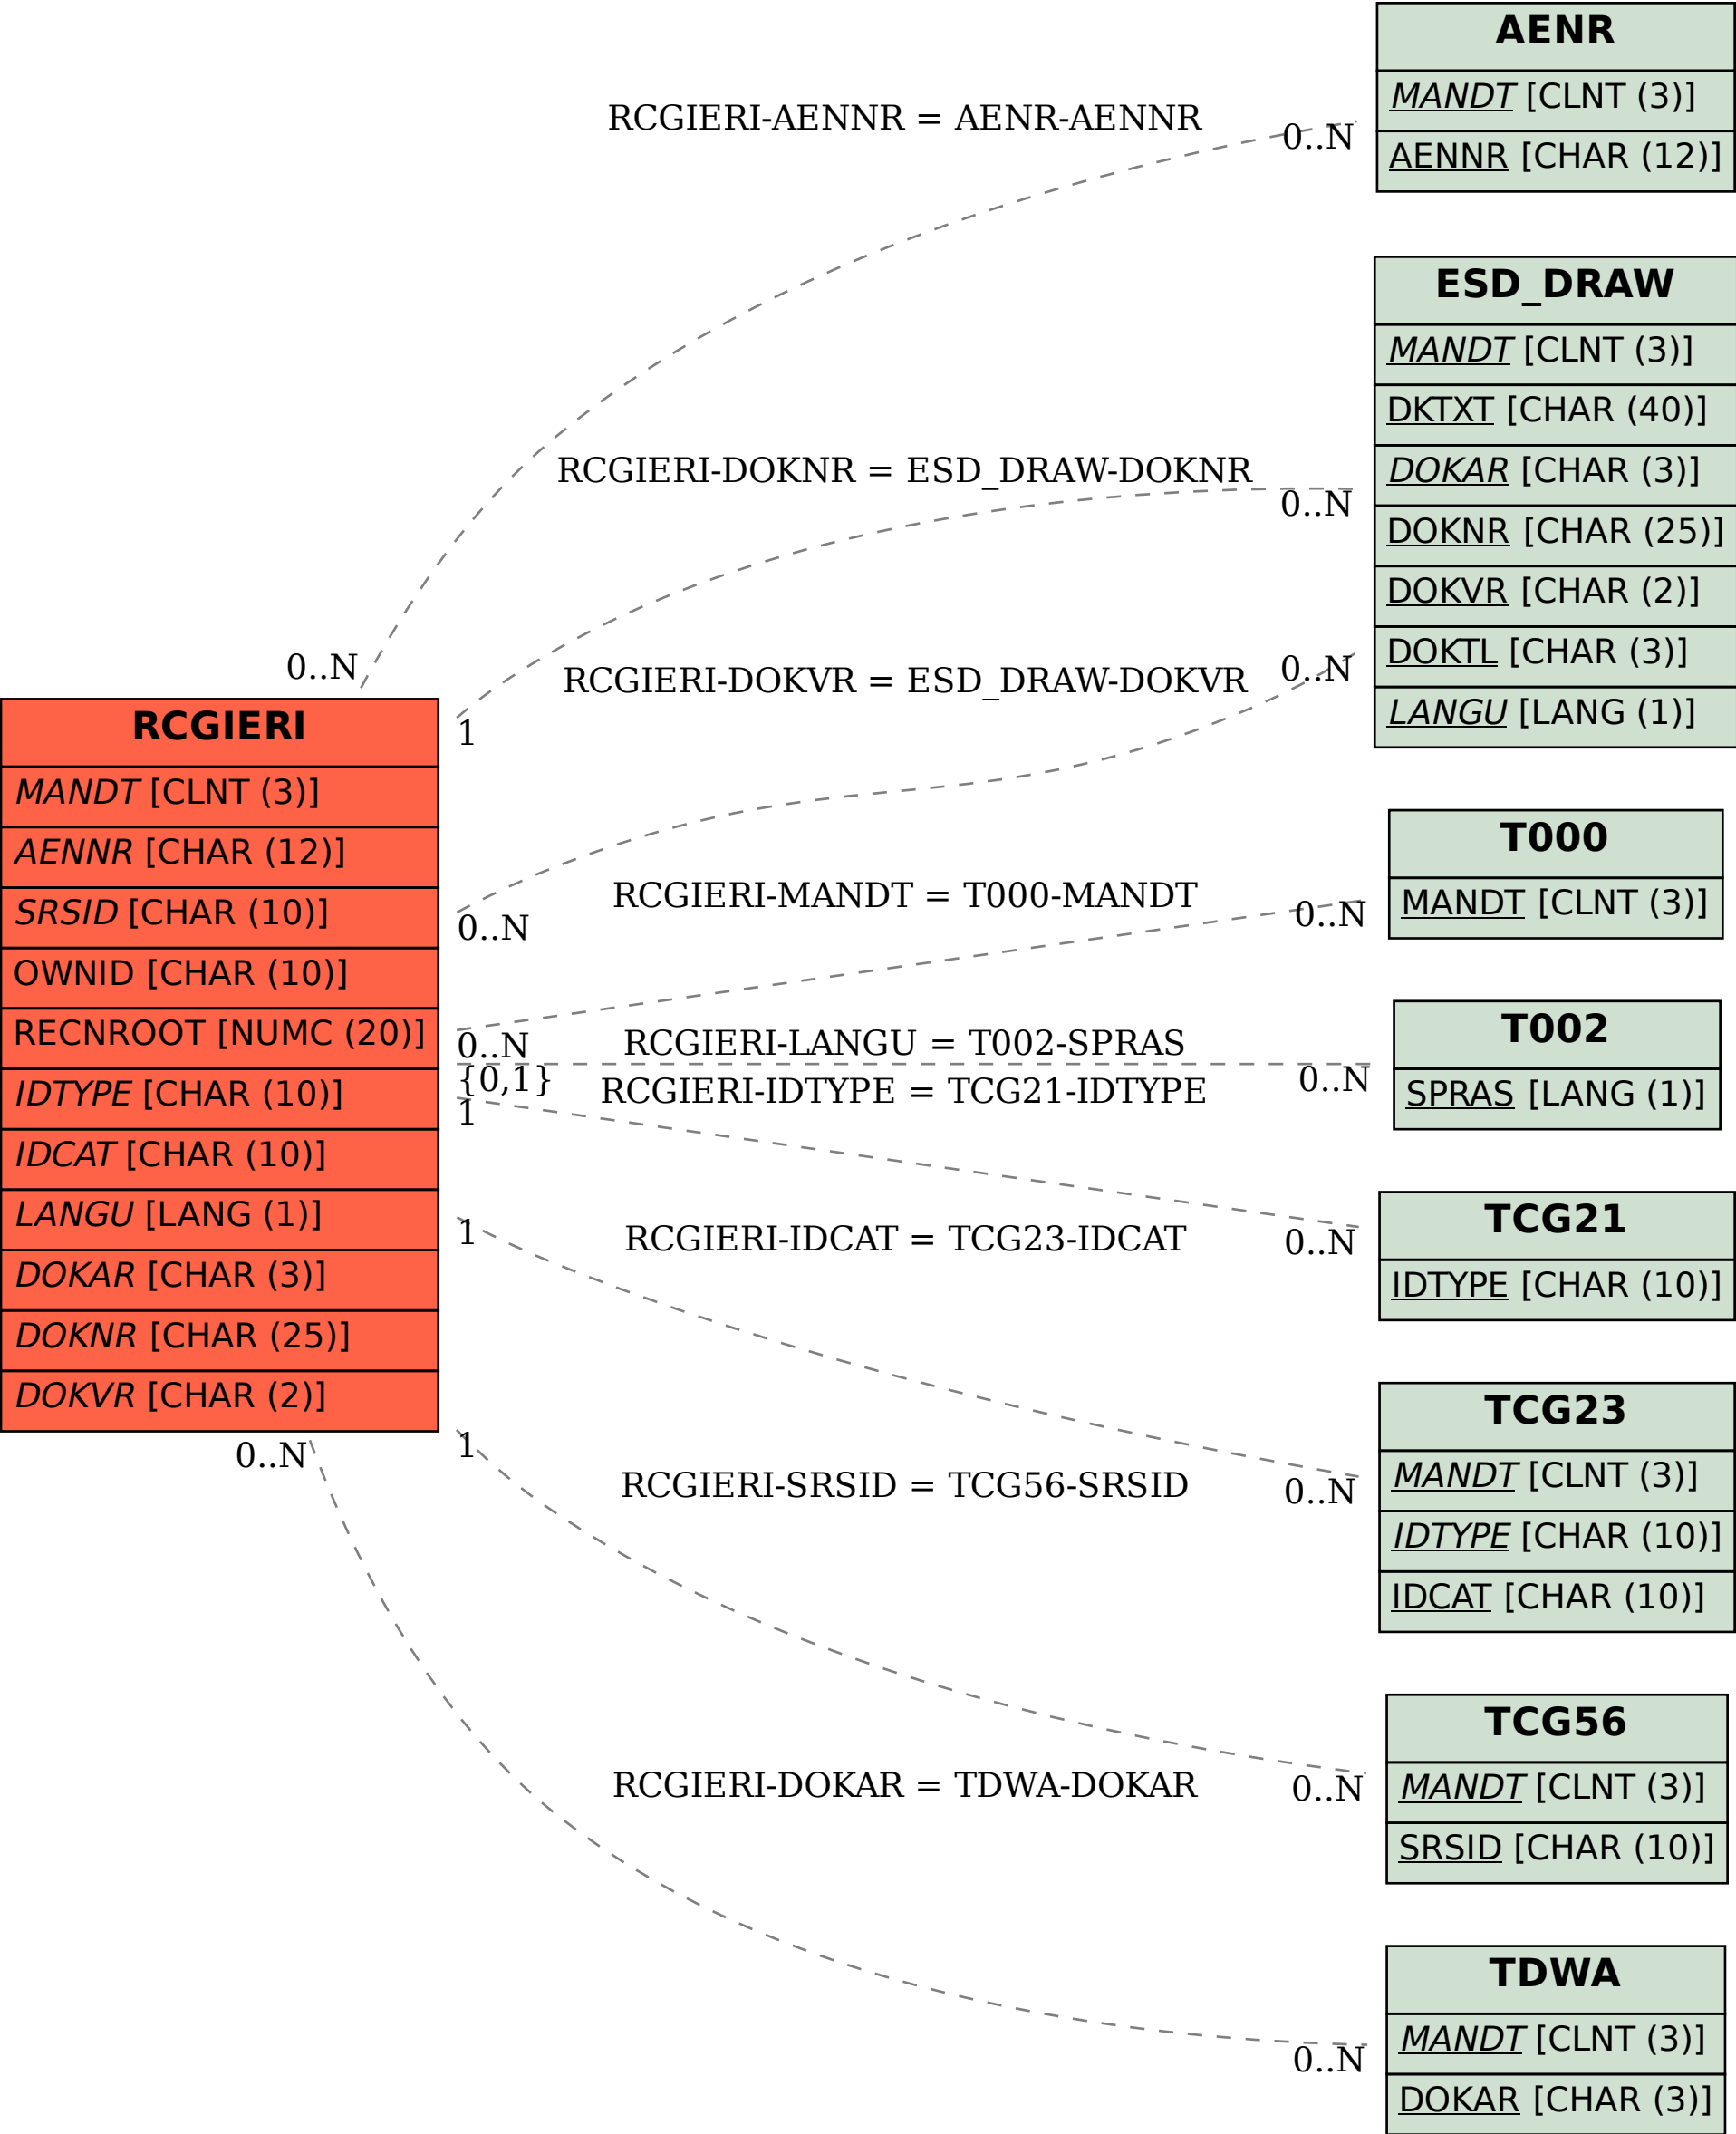 AENR
MANDT [CLNT (3)]
AENNR [CHAR (12)]
RCGIERI-AENNR = AENR-AENNR
0..N
0..N
ESD_DRAW
MANDT [CLNT (3)]
DKTXT [CHAR (40)]
DOKAR [CHAR (3)]
DOKNR [CHAR (25)]
DOKVR [CHAR (2)]
DOKTL [CHAR (3)]
LANGU [LANG (1)]
RCGIERI-DOKNR = ESD_DRAW-DOKNR
0..N
1
RCGIERI-DOKVR = ESD_DRAW-DOKVR
0..N
0..N
RCGIERI
MANDT [CLNT (3)]
AENNR [CHAR (12)]
SRSID [CHAR (10)]
OWNID [CHAR (10)]
RECNROOT [NUMC (20)]
IDTYPE [CHAR (10)]
IDCAT [CHAR (10)]
LANGU [LANG (1)]
DOKAR [CHAR (3)]
DOKNR [CHAR (25)]
DOKVR [CHAR (2)]
T000
MANDT [CLNT (3)]
RCGIERI-MANDT = T000-MANDT
0..N
0..N
T002
SPRAS [LANG (1)]
RCGIERI-LANGU = T002-SPRAS
0..N
{0,1}
RCGIERI-IDTYPE = TCG21-IDTYPE
1
0..N
TCG21
IDTYPE [CHAR (10)]
RCGIERI-IDCAT = TCG23-IDCAT
1
0..N
TCG23
MANDT [CLNT (3)]
IDTYPE [CHAR (10)]
IDCAT [CHAR (10)]
RCGIERI-SRSID = TCG56-SRSID
1
0..N
TCG56
MANDT [CLNT (3)]
SRSID [CHAR (10)]
RCGIERI-DOKAR = TDWA-DOKAR
0..N
0..N
TDWA
MANDT [CLNT (3)]
DOKAR [CHAR (3)]